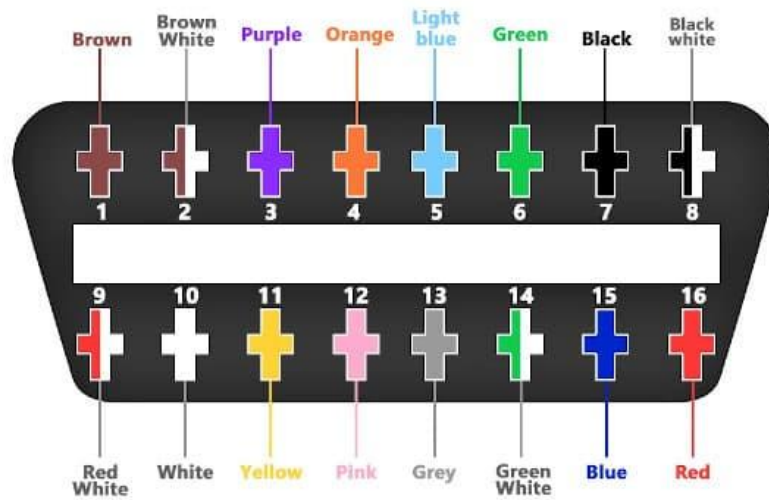 Brown
Brown
White
Purple
Orange
Light
blue
Green
Black
Black
white
1 2 3 4 5 6 7 8
9 10 11 12 13 14 15 16
Red
White
White
Yellow
Pink
Grey
Green
White
Blue
Red